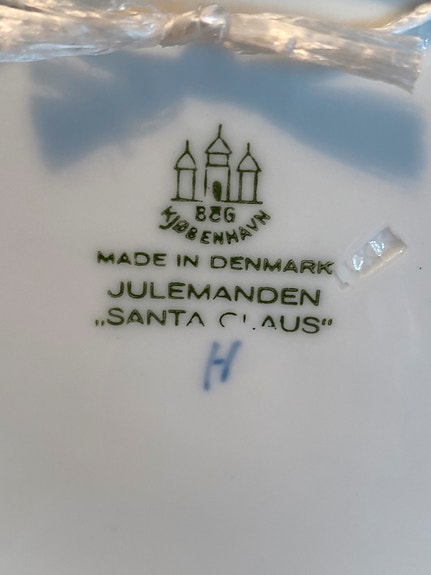 B&G
KJØBENHAVN
MADE IN DENMARK
JULEMANDEN
„SANTA CLAUS“
H